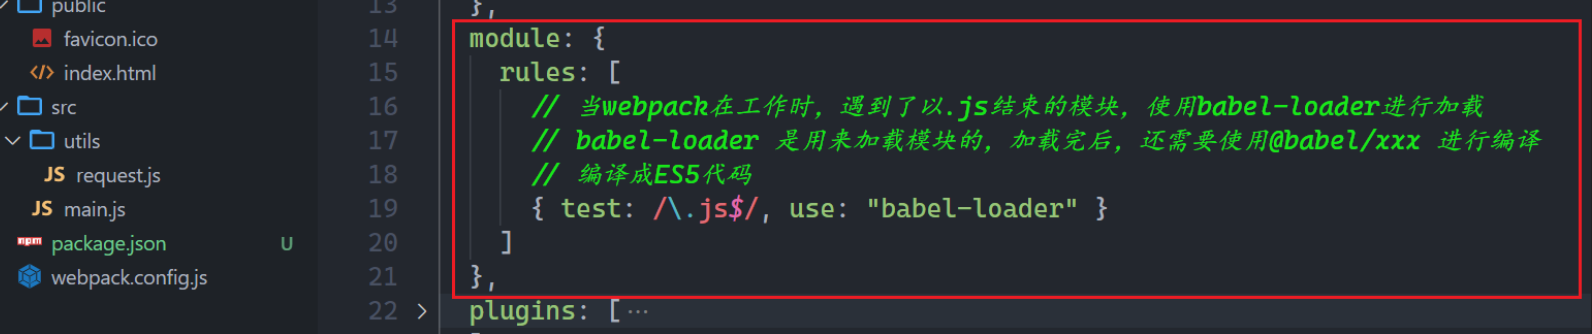 public
favicon.ico
</> index.html
src
utils
JS request.js
JS main.js
npm package.json U
webpack.config.js
13 },
14 module: {
15 rules: [
16 // 当webpack在工作时，遇到了以.js结束的模块，使用babel-loader进行加载
17 // babel-loader 是用来加载模块的，加载完后，还需要使用@babel/xxx 进行编译
18 // 编译成ES5代码
19 { test: /\.js$/, use: "babel-loader" }
20 ]
21 },
22 > plugins: [···